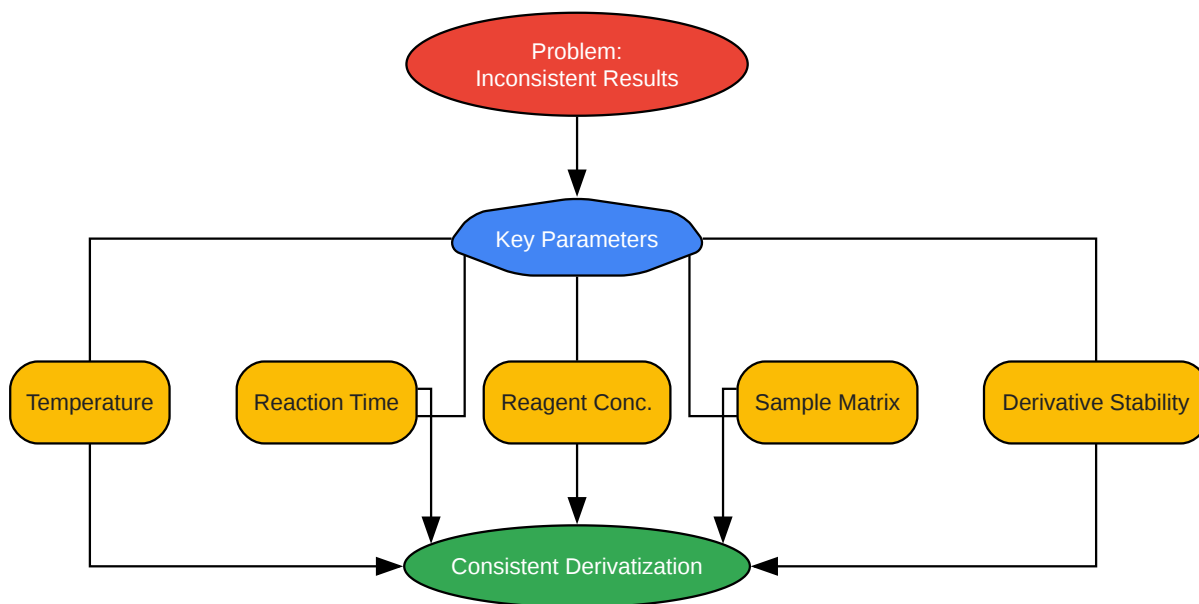 Problem:
Inconsistent Results
Key Parameters
Temperature
Reaction Time
Reagent Conc.
Sample Matrix
Derivative Stability
Consistent Derivatization